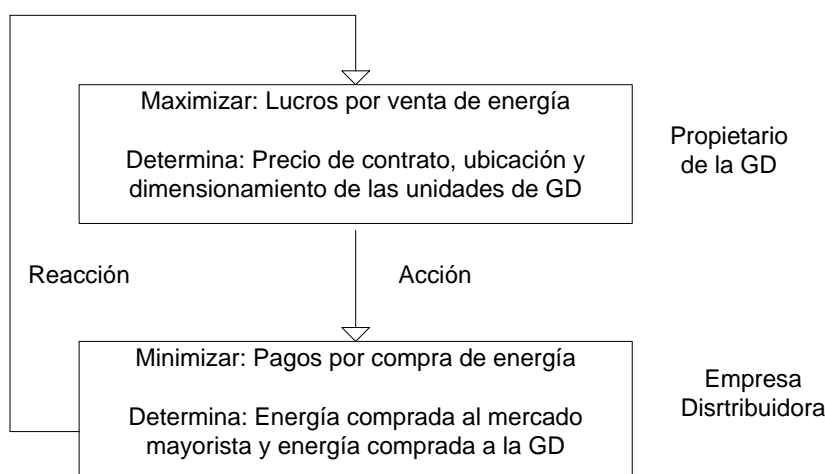 Maximizar: Lucros por venta de energía
Determina: Precio de contrato, ubicación y
dimensionamiento de las unidades de GD
Propietario
de la GD
Reacción
Acción
Minimizar: Pagos por compra de energía
Determina: Energía comprada al mercado
mayorista y energía comprada a la GD
Empresa
Disrtribuidora